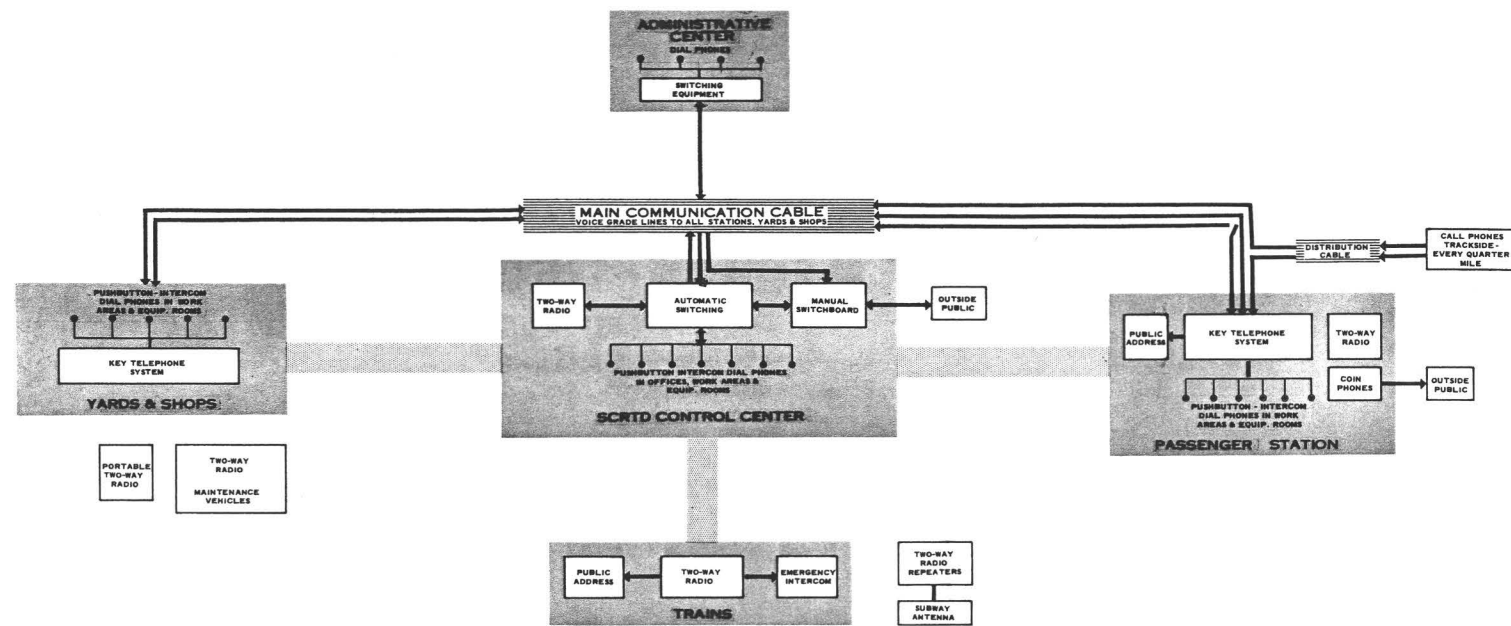 ADMINISTRATIVE
CENTER
DIAL PHONES
SWITCHING
EQUIPMENT
MAIN COMMUNICATION CABLE
VOICE GRADE LINES TO ALL STATIONS, YARDS & SHOPS
DISTRIBUTION
CABLE
CALL PHONES
TRACKSIDE-
EVERY QUARTER
MILE
PUSHBUTTON-INTERCOM
DIAL PHONES IN WORK
AREAS & EQUIP. ROOMS
KEY TELEPHONE
SYSTEM
YARDS & SHOPS
TWO-WAY
RADIO
AUTOMATIC
SWITCHING
MANUAL
SWITCHBOARD
OUTSIDE
PUBLIC
PUSHBUTTON INTERCOM DIAL PHONES
IN OFFICES, WORK AREAS &
EQUIP. ROOMS
SCRTD CONTROL CENTER
PUBLIC
ADDRESS
KEY TELEPHONE
SYSTEM
TWO-WAY
RADIO
COIN
PHONES
OUTSIDE
PUBLIC
PUSHBUTTON - INTERCOM
DIAL PHONES IN WORK
AREAS & EQUIP. ROOMS
PASSENGER STATION
PORTABLE
TWO-WAY
RADIO
TWO-WAY
RADIO
MAINTENANCE
VEHICLES
PUBLIC
ADDRESS
TWO-WAY
RADIO
EMERGENCY
INTERCOM
TRAINS
TWO-WAY
RADIO
REPEATERS
SUBWAY
ANTENNA